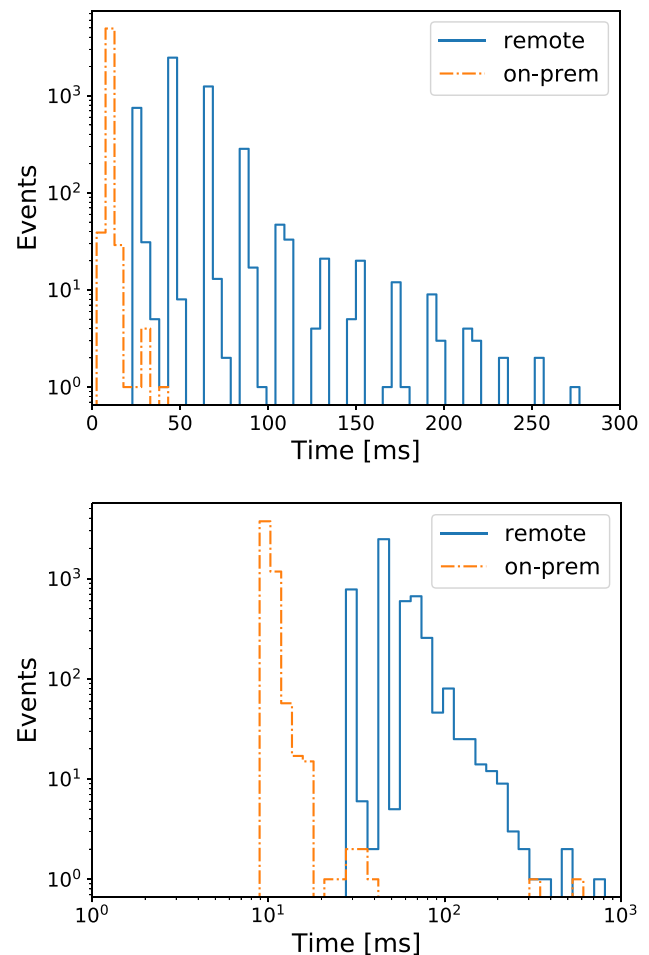 remote
on-prem
10³
10²
10¹
10⁰
Events
0 50 100 150 200 250 300
Time [ms]
remote
on-prem
10³
10²
10¹
10⁰
Events
10⁰ 10¹ 10² 10³
Time [ms]